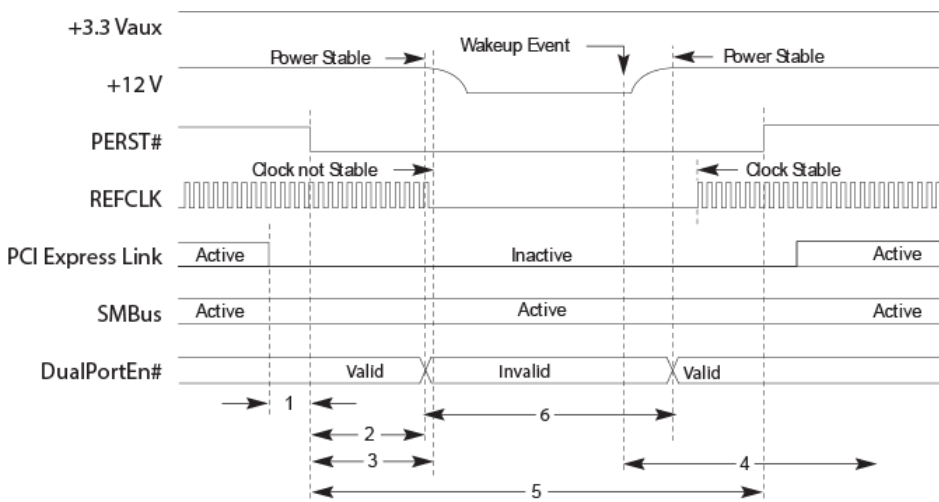 +3.3 Vaux
Wakeup Event
Power Stable
Power Stable
+12 V
PERST#
Clock not Stable
Clock Stable
REFCLK
PCI Express Link
Active
Inactive
Active
SMBus
Active
Active
Active
DualPortEn#
Valid
Invalid
Valid
1
6
2
3
4
5